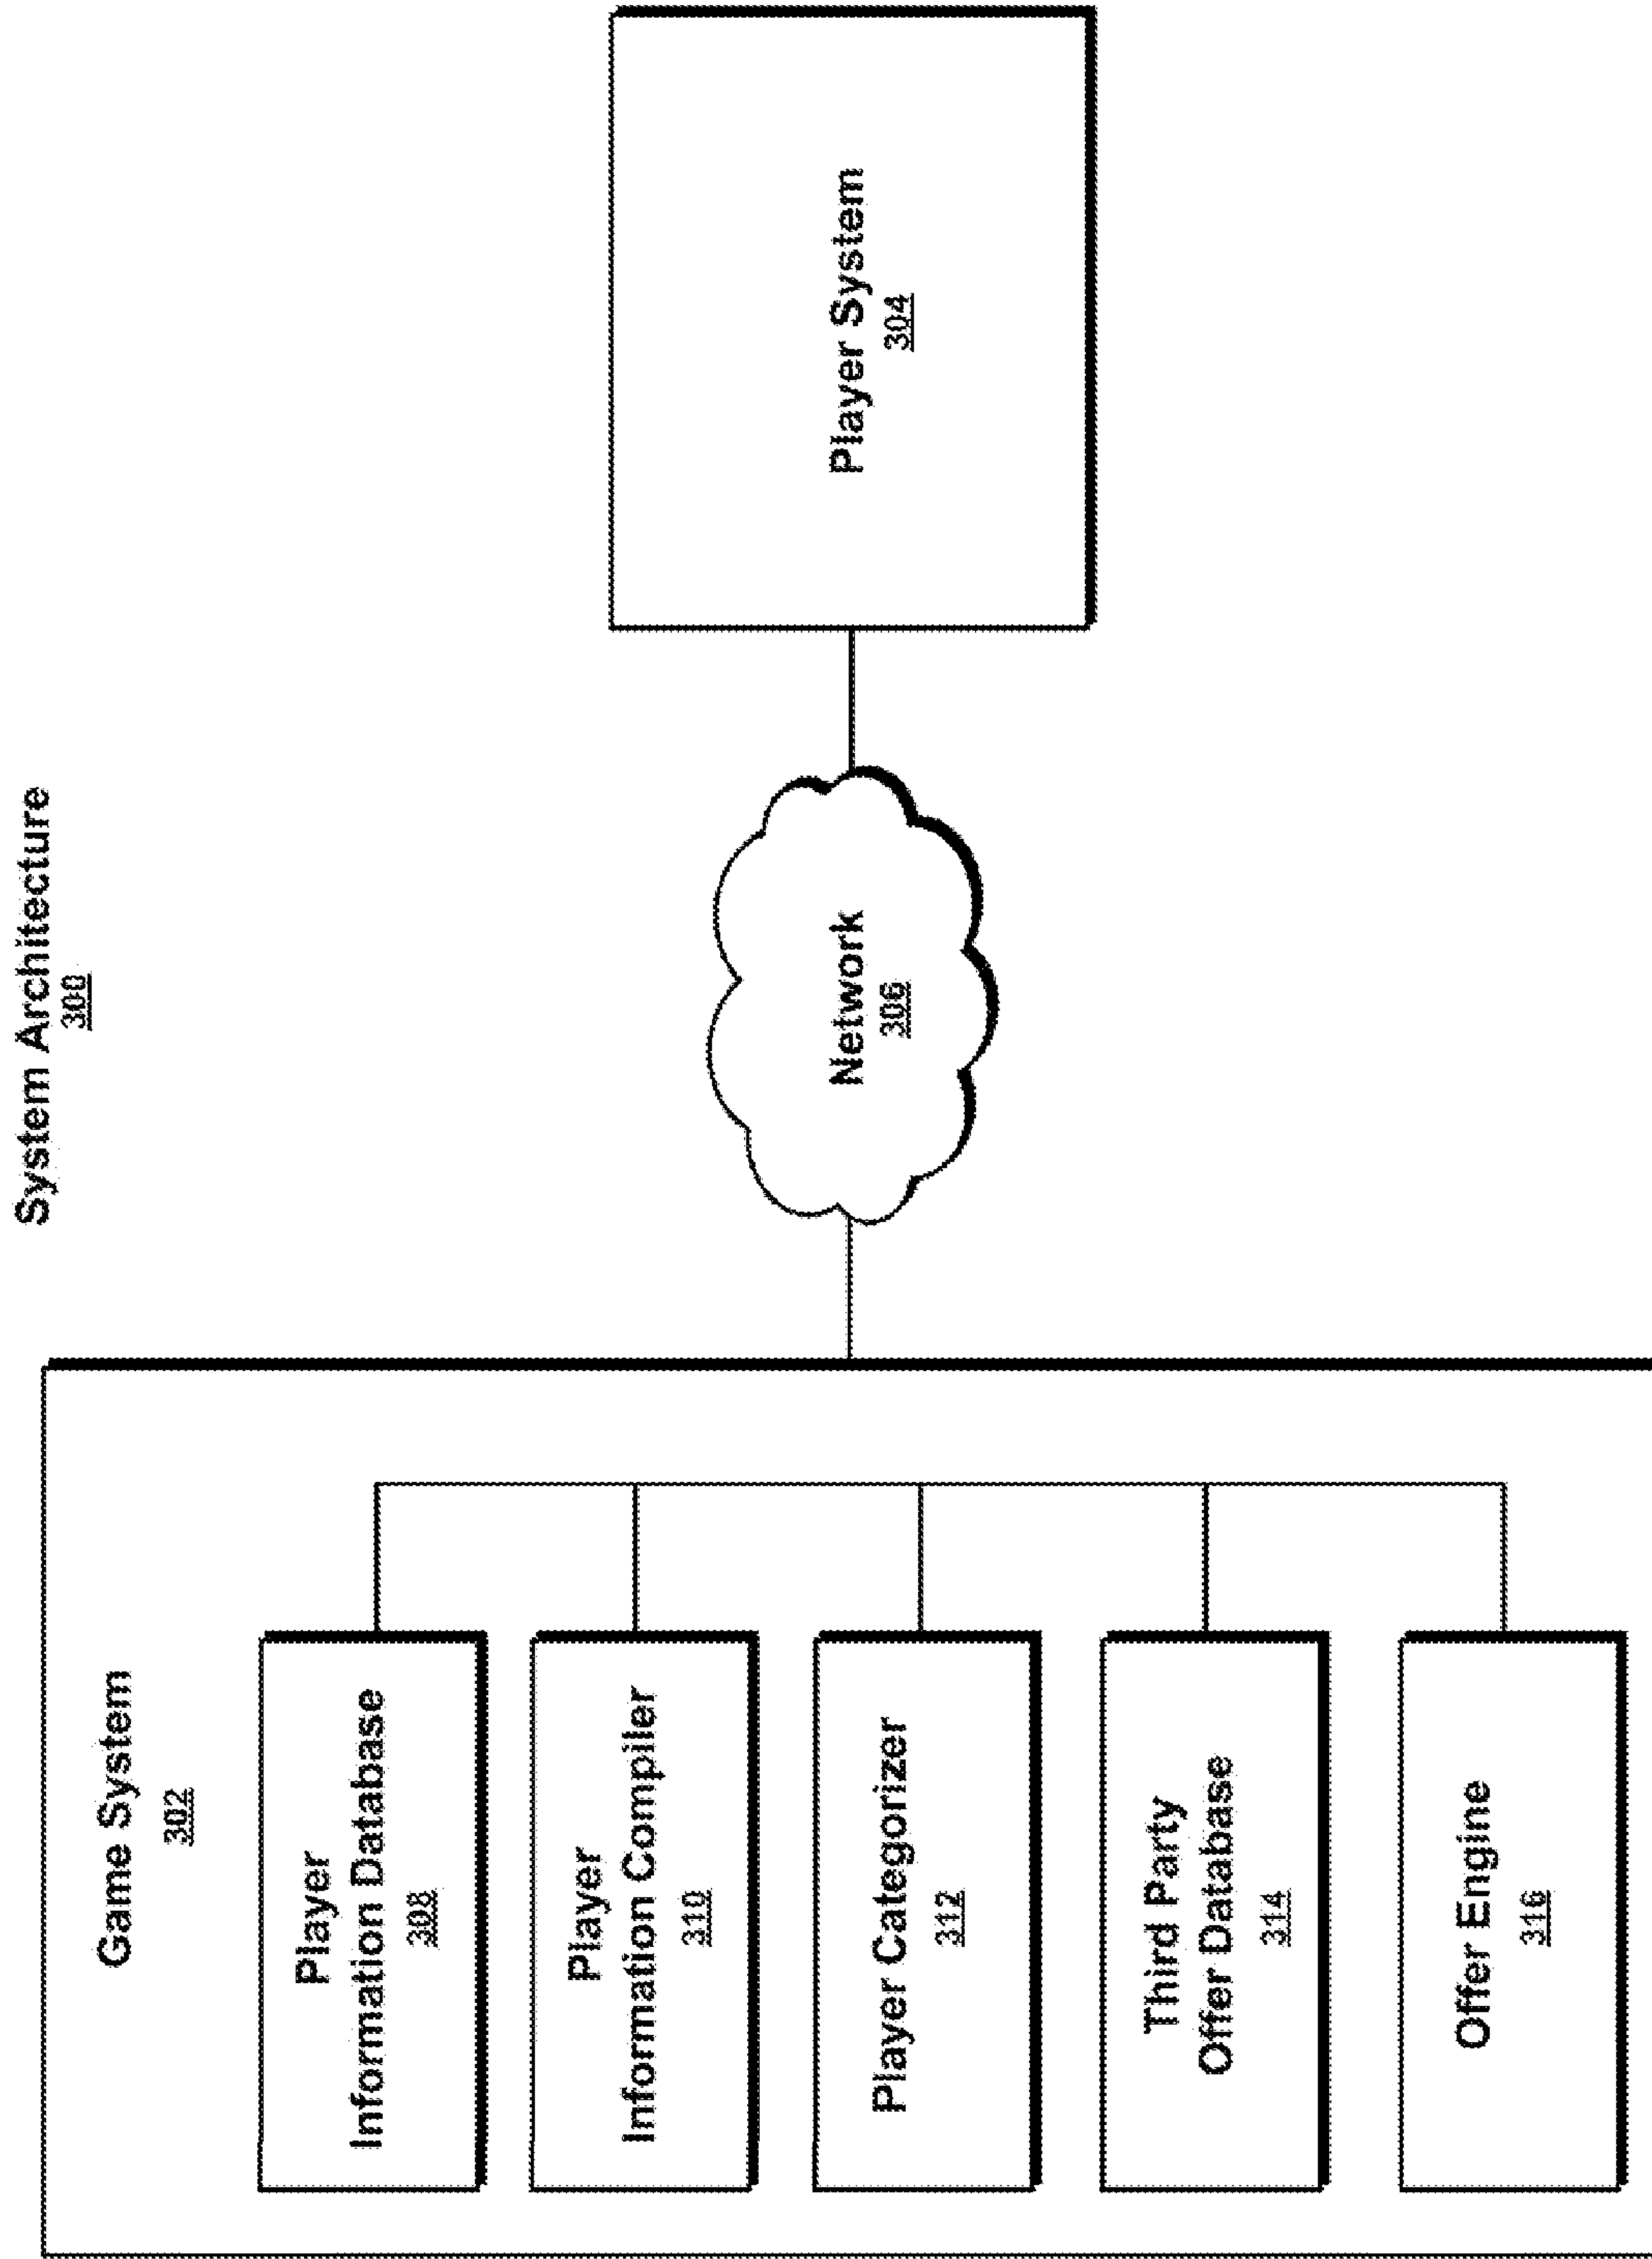 System Architecture
300
Game System
302
Player
Information Database
308
Player
Information Compiler
310
Player Categorizer
312
Third Party
Offer Database
314
Offer Engine
316
Network
306
Player System
304